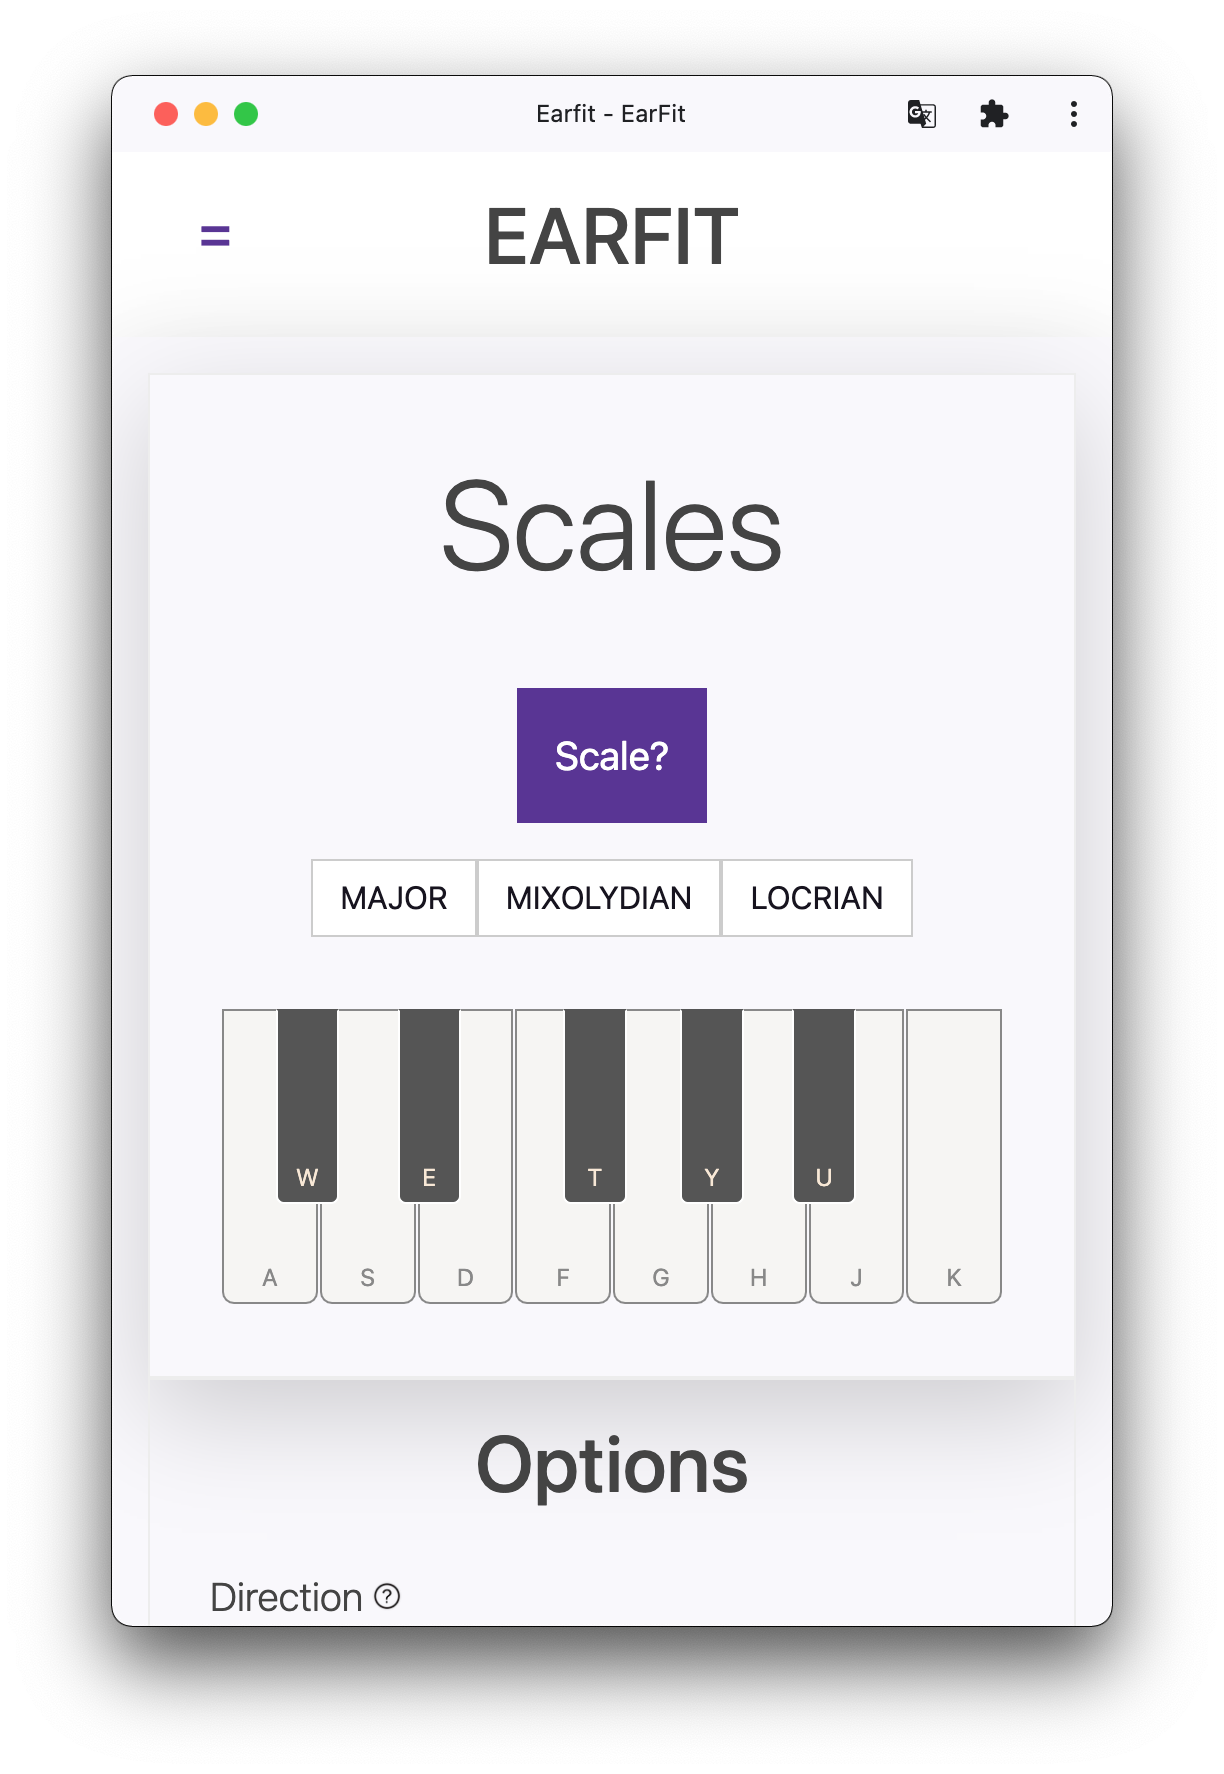 Earfit - EarFit
EARFIT
Scales
Scale?
MAJOR MIXOLYDIAN LOCRIAN
W E T Y U
A S D F G H J K
Options
Direction ?